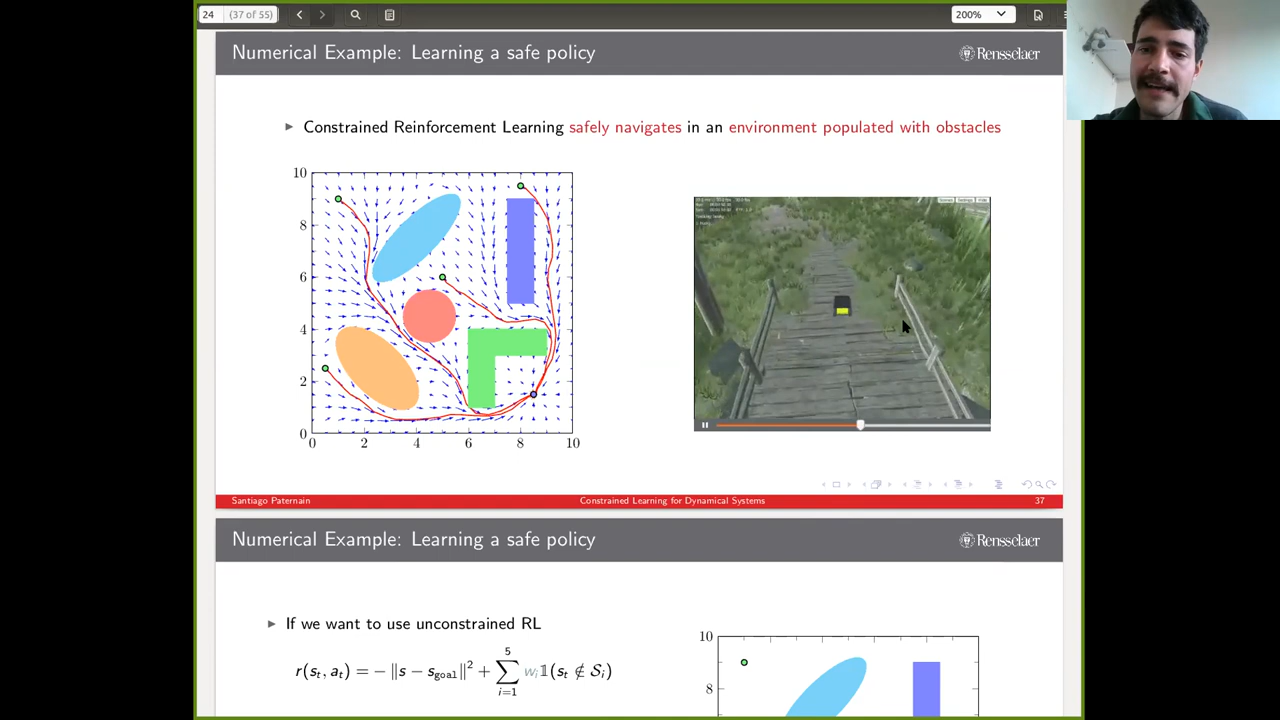 24 (37 of 55)
200%
Numerical Example: Learning a safe policy
Rensselaer
▶ Constrained Reinforcement Learning safely navigates in an environment populated with obstacles
10
8
6
4
2
0
0 2 4 6 8 10
Santiago Paternain Constrained Learning for Dynamical Systems 37
Numerical Example: Learning a safe policy
Rensselaer
▶ If we want to use unconstrained RL
r(s_t, a_t) = − ‖s − s_goal‖² + ∑_{i=1}^{5} w_i 𝟙(s_t ∉ S_i)
10
8